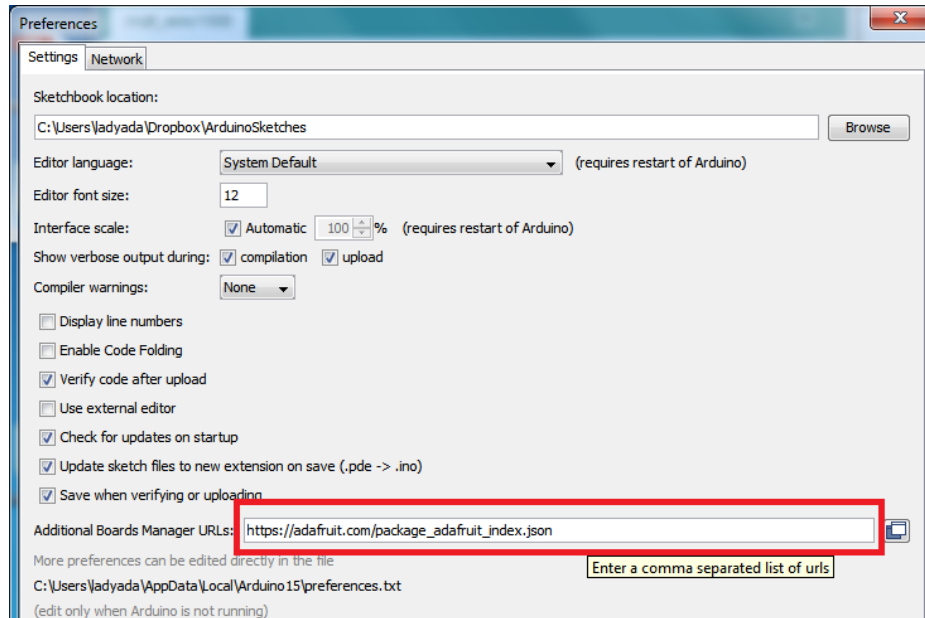 Preferences
Settings Network
Sketchbook location:
C:\Users\ladyada\Dropbox\ArduinoSketches Browse
Editor language: System Default (requires restart of Arduino)
Editor font size: 12
Interface scale: Automatic 100 % (requires restart of Arduino)
Show verbose output during: compilation upload
Compiler warnings: None
Display line numbers
Enable Code Folding
Verify code after upload
Use external editor
Check for updates on startup
Update sketch files to new extension on save (.pde -> .ino)
Save when verifying or uploading
Additional Boards Manager URLs: https://adafruit.com/package_adafruit_index.json
More preferences can be edited directly in the file
Enter a comma separated list of urls
C:\Users\ladyada\AppData\Local\Arduino15\preferences.txt
(edit only when Arduino is not running)